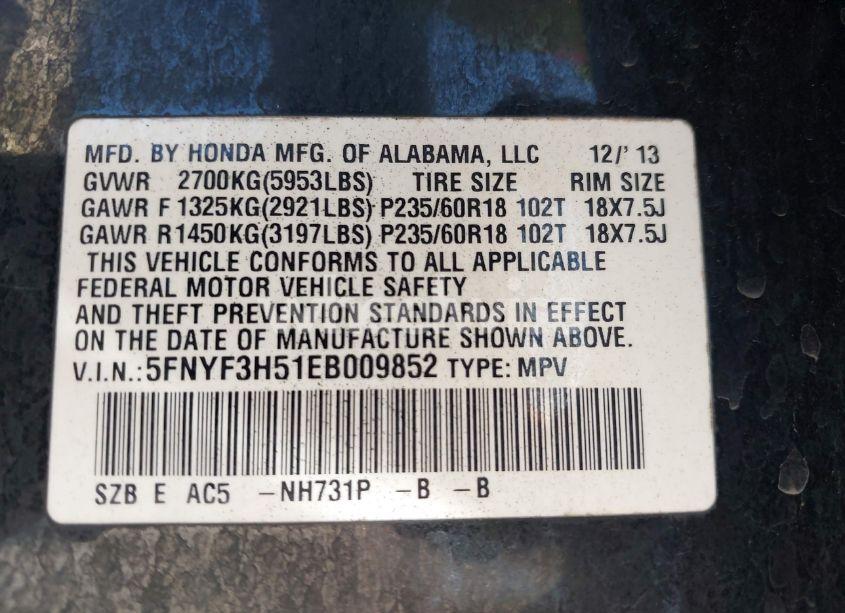 MFD. BY HONDA MFG. OF ALABAMA, LLC 12/' 13
GVWR 2700KG(5953LBS) TIRE SIZE RIM SIZE
GAWR F 1325KG(2921LBS) P235/60R18 102T 18X7.5J
GAWR R 1450KG(3197LBS) P235/60R18 102T 18X7.5J
THIS VEHICLE CONFORMS TO ALL APPLICABLE
FEDERAL MOTOR VEHICLE SAFETY
AND THEFT PREVENTION STANDARDS IN EFFECT
ON THE DATE OF MANUFACTURE SHOWN ABOVE.
V.I.N.:5FNYF3H51EB009852 TYPE: MPV
SZB E AC5 -NH731P -B -B